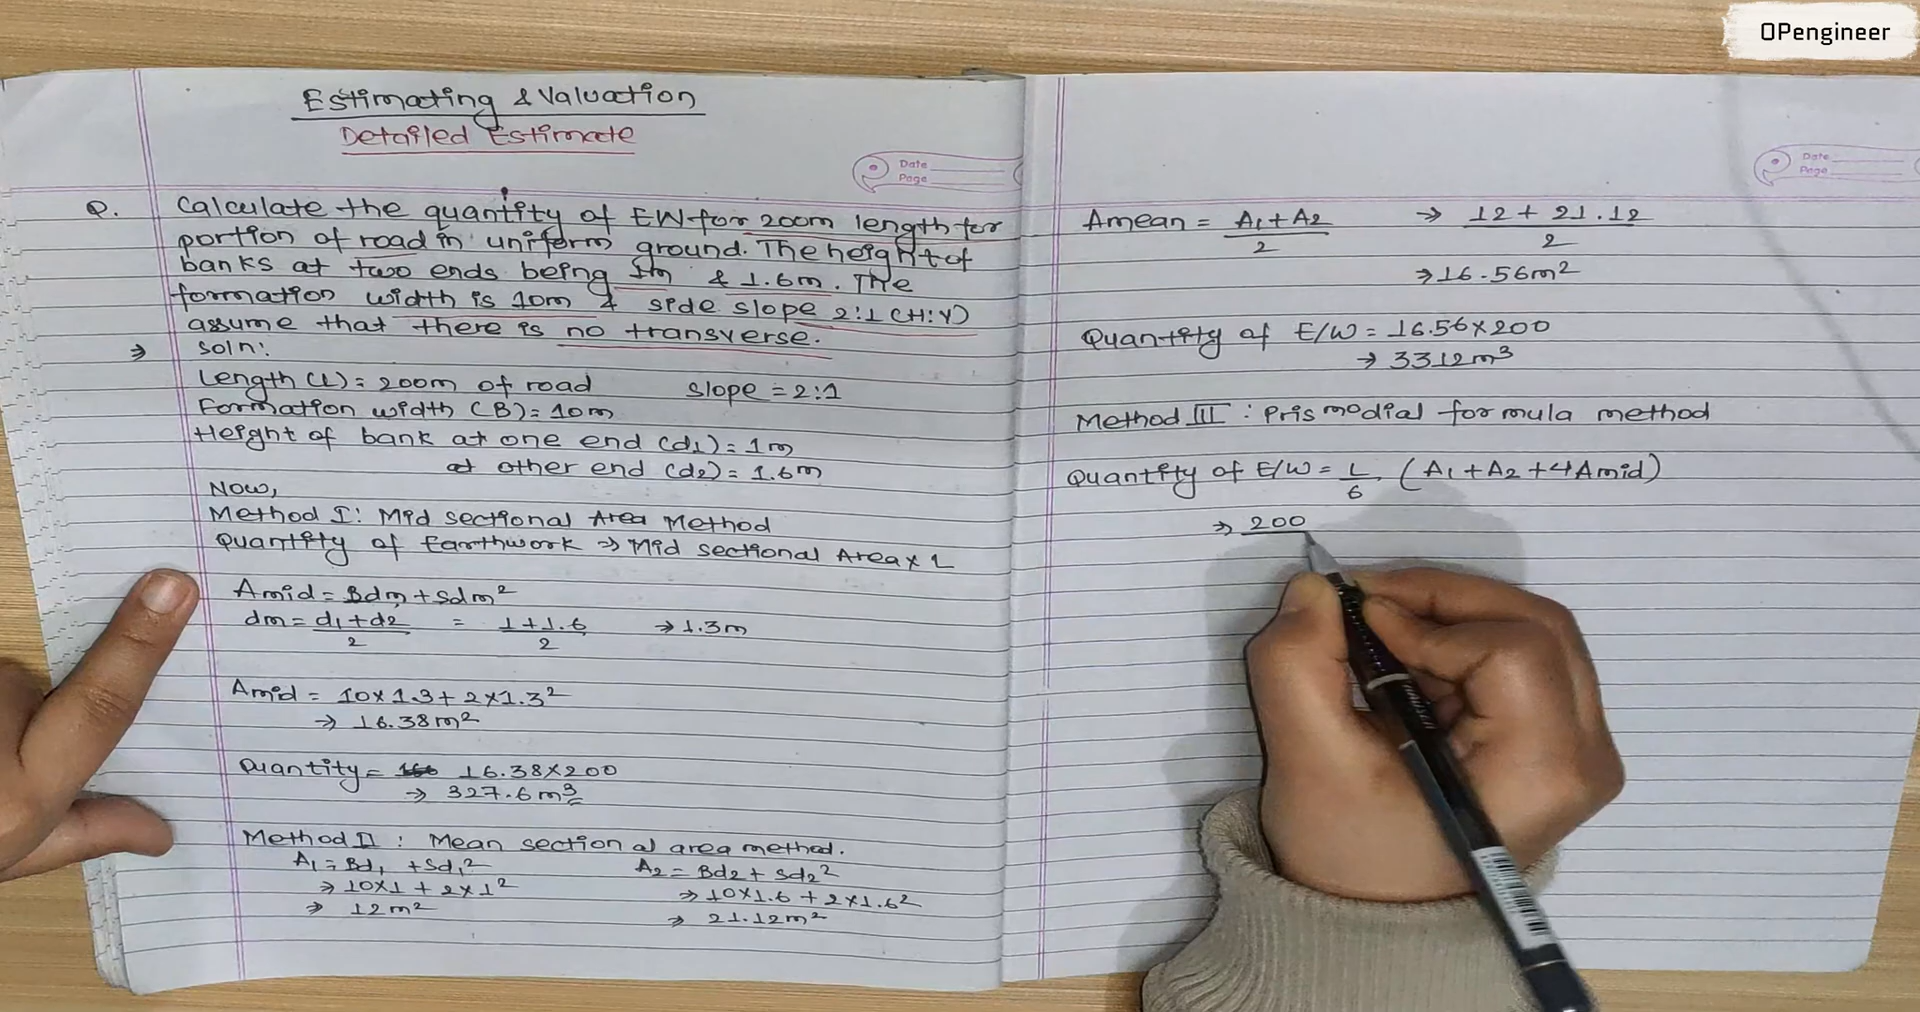 OPengineer
Estimating & Valuation
Detailed Estimate
Date
Page
Q. Calculate the quantity of EW for 200m length for
portion of road in uniform ground. The height of
banks at two ends being 1m & 1.6m. The
formation width is 10m & side slope 2:1 (H:V)
assume that there is no transverse.
⇒ Soln:
Length (L) = 200m of road Slope = 2:1
Formation width (B) = 10m
Height of bank at one end (d1) = 1m
at other end (d2) = 1.6m
Now,
Method I: Mid sectional Area Method
Quantity of Earthwork ⇒ Mid sectional Area x L
Amid = Bdm + Sdm²
dm = d1+d2/2 = 1+1.6/2 → 1.3m
Amid = 10x1.3 + 2x1.3²
→ 16.38m²
Quantity = 16.38x200
→ 327.6m³
Method II : Mean sectional area method.
A1 = Bd1 + Sd1² A2 = Bd2 + Sd2²
→ 10x1 + 2x1² → 10x1.6 + 2x1.6²
→ 12m² → 21.12m²
Date
Page
Amean = A1+A2/2 → 12 + 21.12/2
→ 16.56m²
Quantity of E/W = 16.56x200
→ 3312m³
Method III : Prismodial formula method
Quantity of E/W = L/6 (A1 + A2 + 4Amid)
→ 200